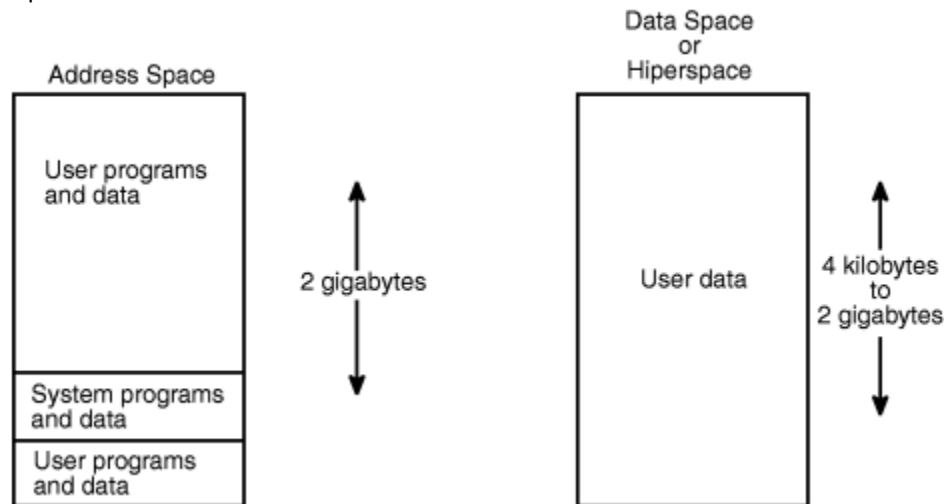 Address Space
User programs
and data
2 gigabytes
System programs
and data
User programs
and data
Data Space
or
Hiperspace
User data
4 kilobytes
to
2 gigabytes